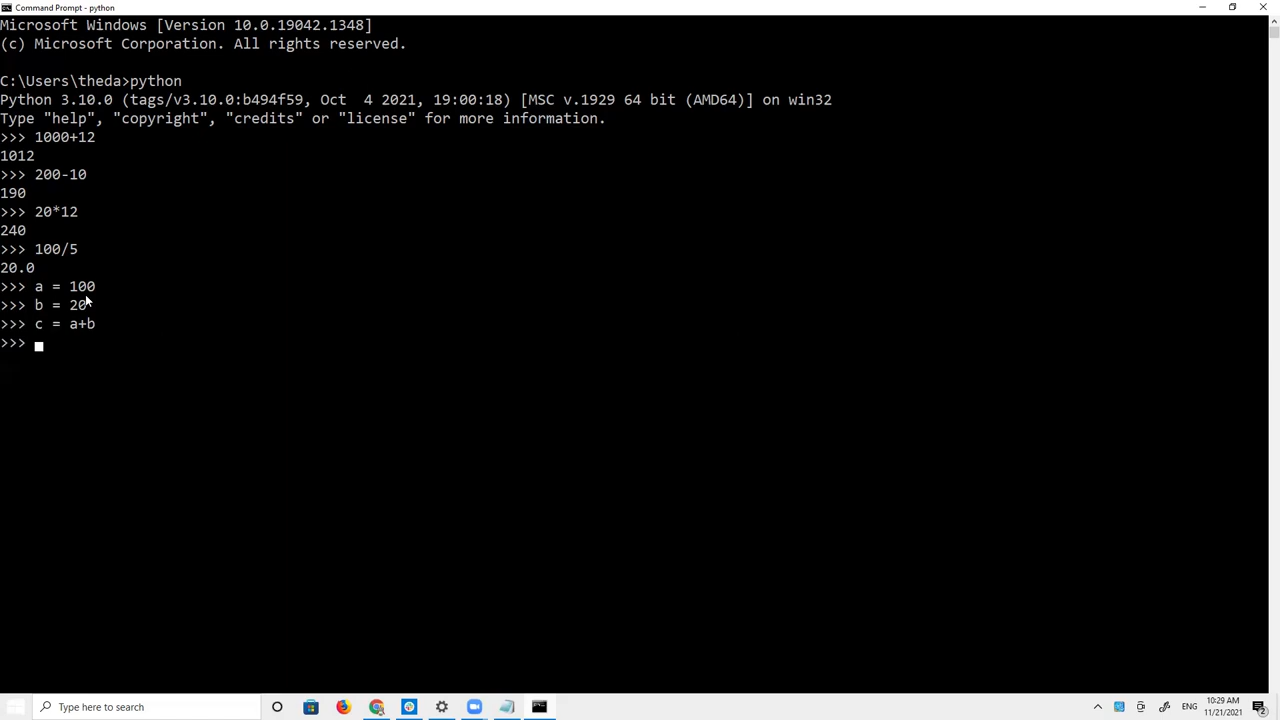 Command Prompt - python
Microsoft Windows [Version 10.0.19042.1348]
(c) Microsoft Corporation. All rights reserved.
C:\Users\theda>python
Python 3.10.0 (tags/v3.10.0:b494f59, Oct  4 2021, 19:00:18) [MSC v.1929 64 bit (AMD64)] on win32
Type "help", "copyright", "credits" or "license" for more information.
>>> 1000+12
1012
>>> 200-10
190
>>> 20*12
240
>>> 100/5
20.0
>>> a = 100
>>> b = 20
>>> c = a+b
>>>
Type here to search
ENG
10:29 AM
11/21/2021
2